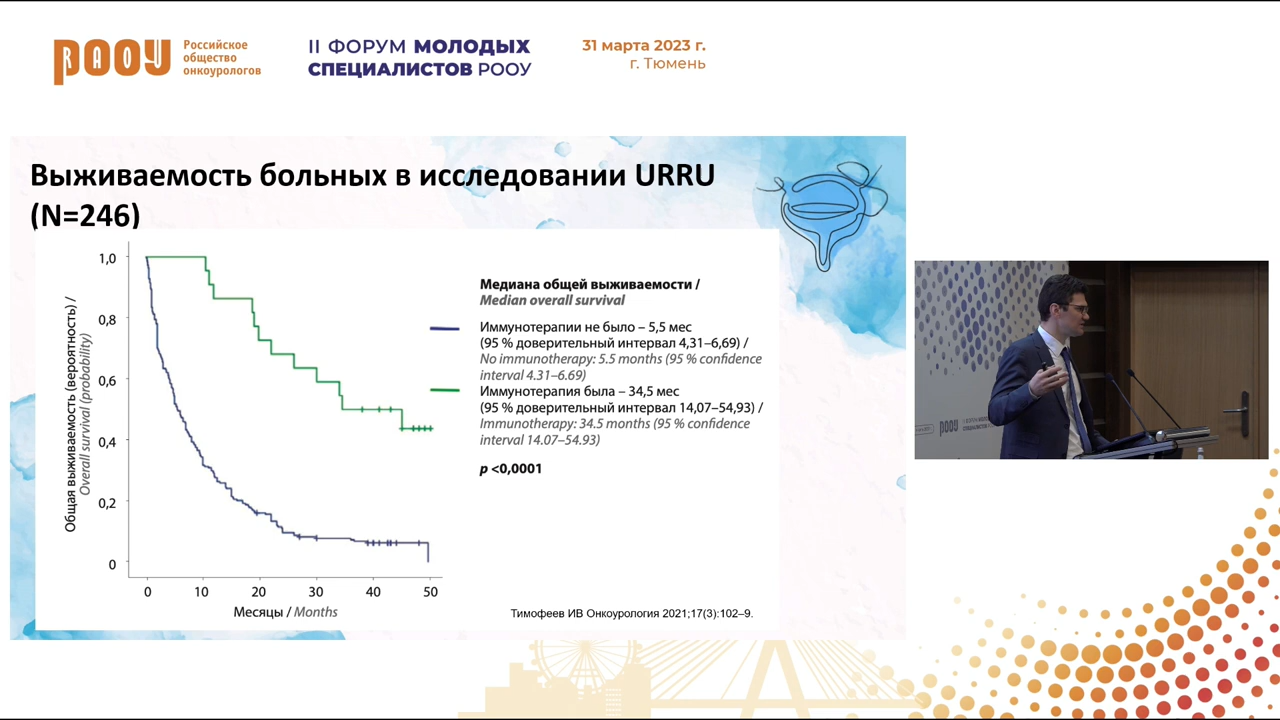 РООУ
RAOU
Российское
общество
онкоурологов
II ФОРУМ МОЛОДЫХ
СПЕЦИАЛИСТОВ РООУ
31 марта 2023 г.
г. Тюмень
Выживаемость больных в исследовании URRU
(N=246)
Общая выживаемость (вероятность) /
Overall survival (probability)
1,0
0,8
0,6
0,4
0,2
0
0 10 20 30 40 50
Месяцы / Months
Медиана общей выживаемости /
Median overall survival
Иммунотерапии не было – 5,5 мес
(95 % доверительный интервал 4,31–6,69) /
No immunotherapy: 5.5 months (95 % confidence
interval 4.31–6.69)
Иммунотерапия была – 34,5 мес
(95 % доверительный интервал 14,07–54,93) /
Immunotherapy: 34.5 months (95 % confidence
interval 14.07–54.93)
p <0,0001
Тимофеев ИВ Онкоурология 2021;17(3):102–9.
РООУ